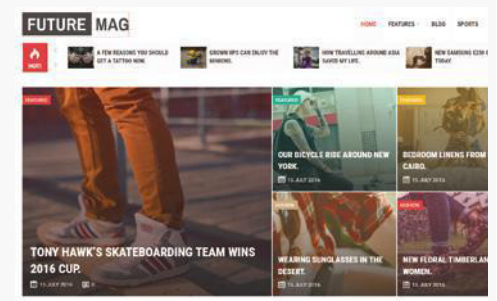 FUTURE MAG
HOME FEATURES BLOG SPORTS
HOT!
A FEW REASONS YOU SHOULD
GET A TATTOO NOW.
GROWN UPS CAN ENJOY THE
MINIONS.
HOW TRAVELLING AROUND ASIA
SAVED MY LIFE.
NEW SAMSUNG
TODAY
FEATURED
TONY HAWK'S SKATEBOARDING TEAM WINS
2016 CUP.
15 JULY 2016 0
FEATURED
OUR BICYCLE RIDE AROUND NEW
YORK.
15 JULY 2016
FEATURED
BEDROOM LINENS FROM
CAIRO.
15 JULY 2016
FASHION
WEARING SUNGLASSES IN THE
DESERT.
15 JULY 2016
FASHION
NEW FLORAL TIMBERLAN
WOMEN.
15 JULY 2016